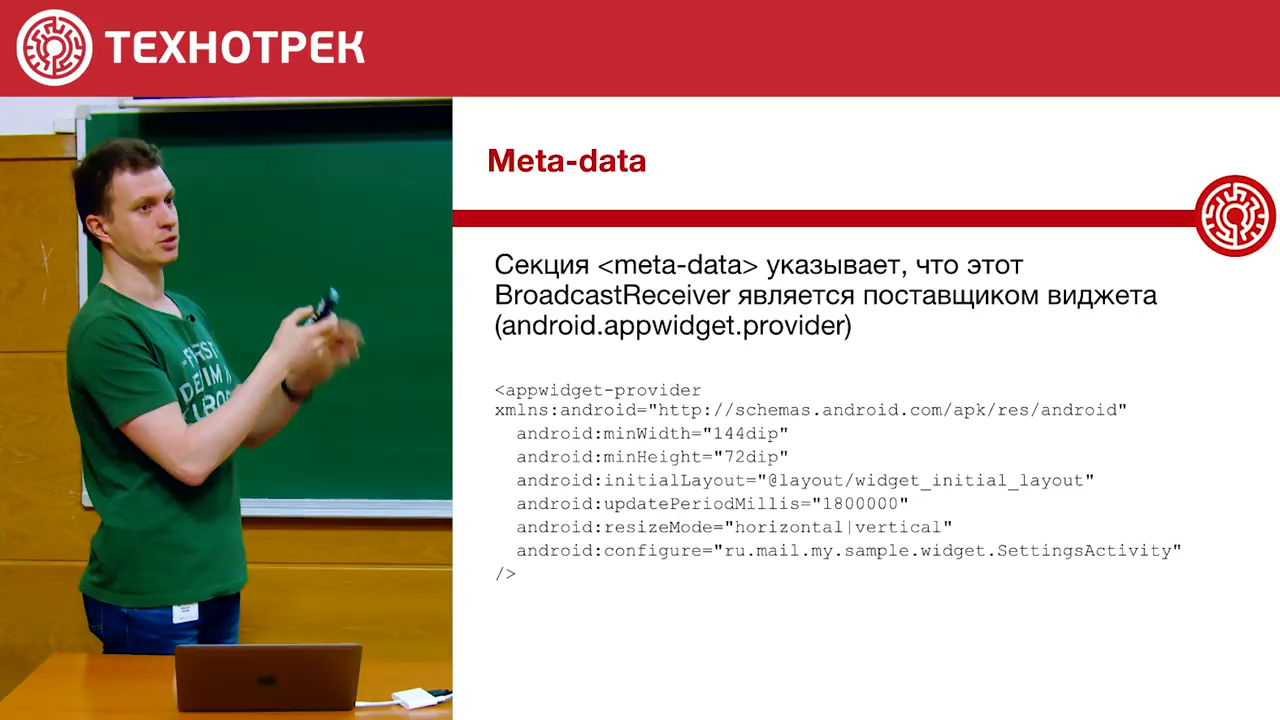 ТЕХНОТРЕК
Meta-data
Секция <meta-data> указывает, что этот
BroadcastReceiver является поставщиком виджета
(android.appwidget.provider)
<appwidget-provider
xmlns:android="http://schemas.android.com/apk/res/android"
android:minWidth="144dip"
android:minHeight="72dip"
android:initialLayout="@layout/widget_initial_layout"
android:updatePeriodMillis="1800000"
android:resizeMode="horizontal|vertical"
android:configure="ru.mail.my.sample.widget.SettingsActivity"
/>